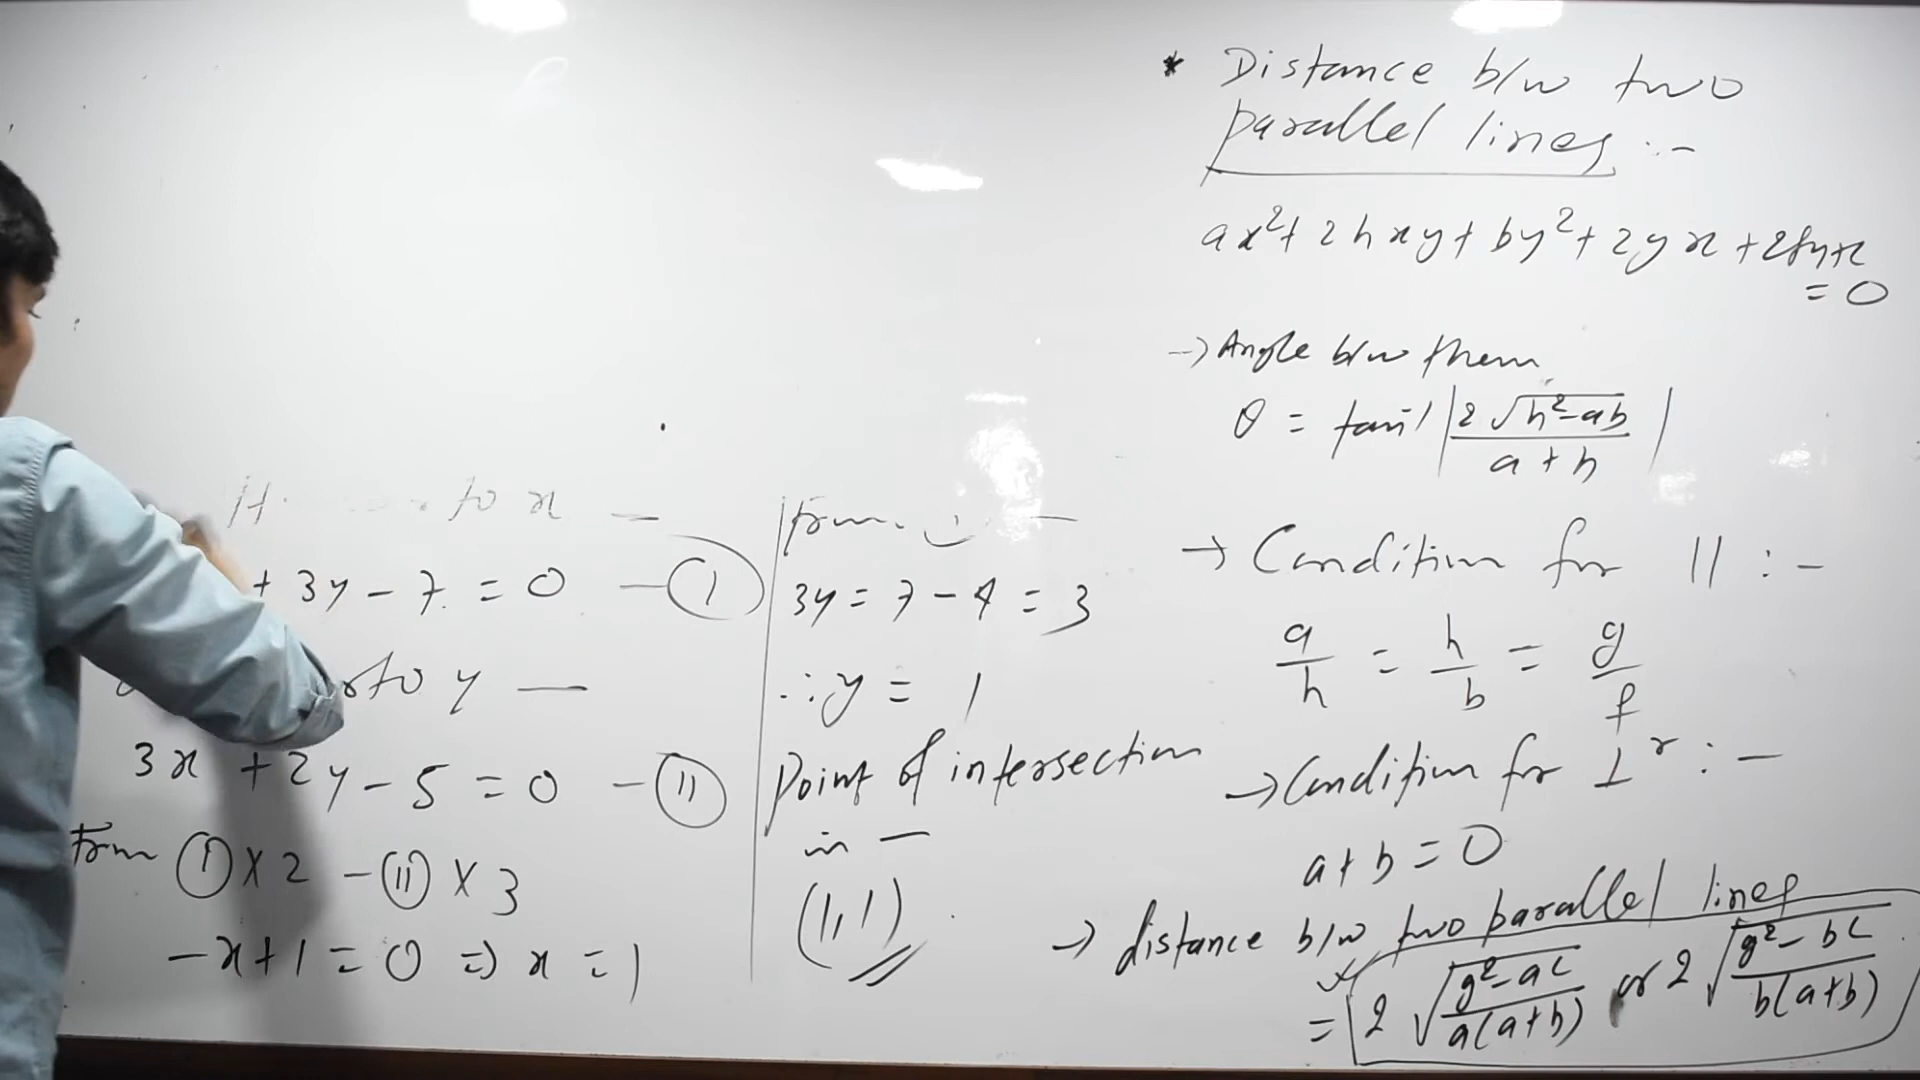 to x —
+ 3y - 7 = 0 — (I)
to y —
3x + 2y - 5 = 0 — (II)
From (I) × 2 - (II) × 3
-x + 1 = 0 ⇒ x = 1
From
3y = 7 - 4 = 3
∴ y = 1
Point of intersection
in —
(1, 1)
* Distance b/w two
parallel lines :-
ax² + 2hxy + by² + 2gx + 2fy + c
= 0
→ Angle b/w them
θ = tan⁻¹ | 2√(h²-ab) / (a+h) |
→ Condition for || :-
a/h = h/b = g/f
→ Condition for ⊥r :-
a + b = 0
→ distance b/w two parallel lines
= 2 √((g²-ac) / (a(a+b))) or 2 √((g²-bc) / (b(a+b)))